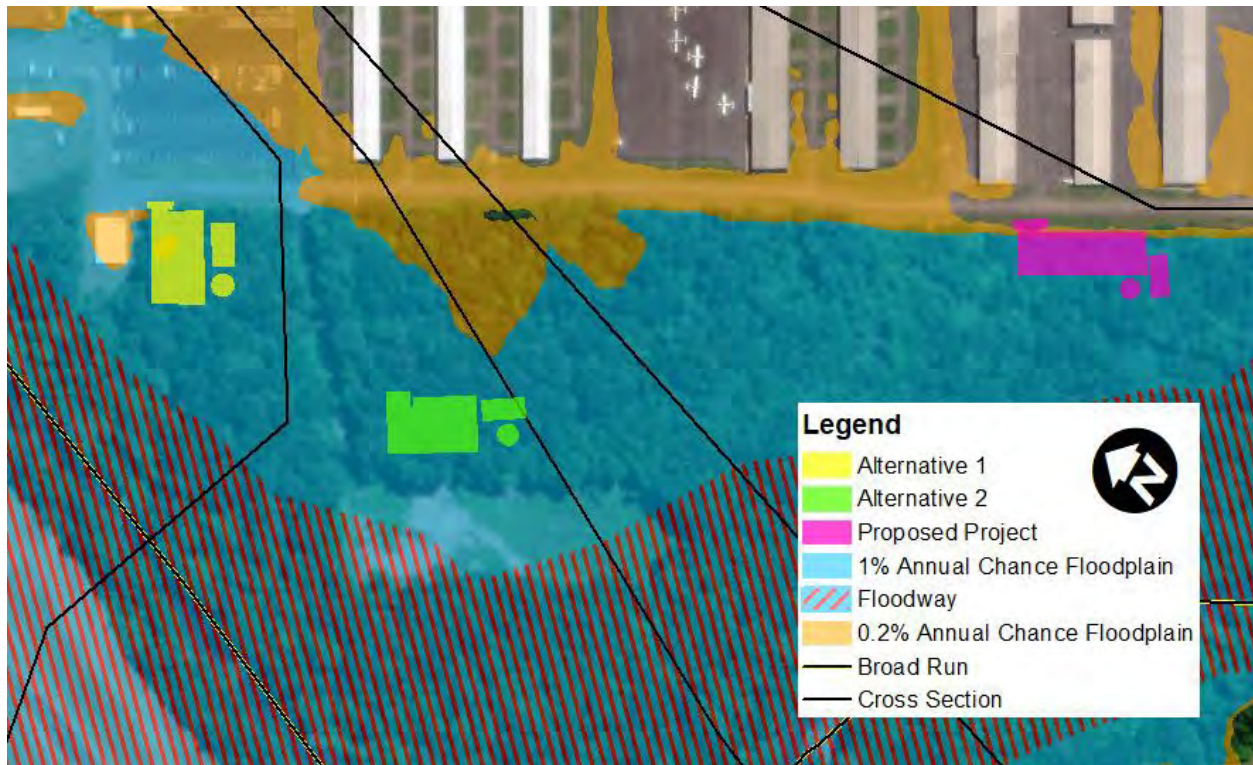 Legend
Alternative 1
Alternative 2
Proposed Project
1% Annual Chance Floodplain
Floodway
0.2% Annual Chance Floodplain
Broad Run
Cross Section
N